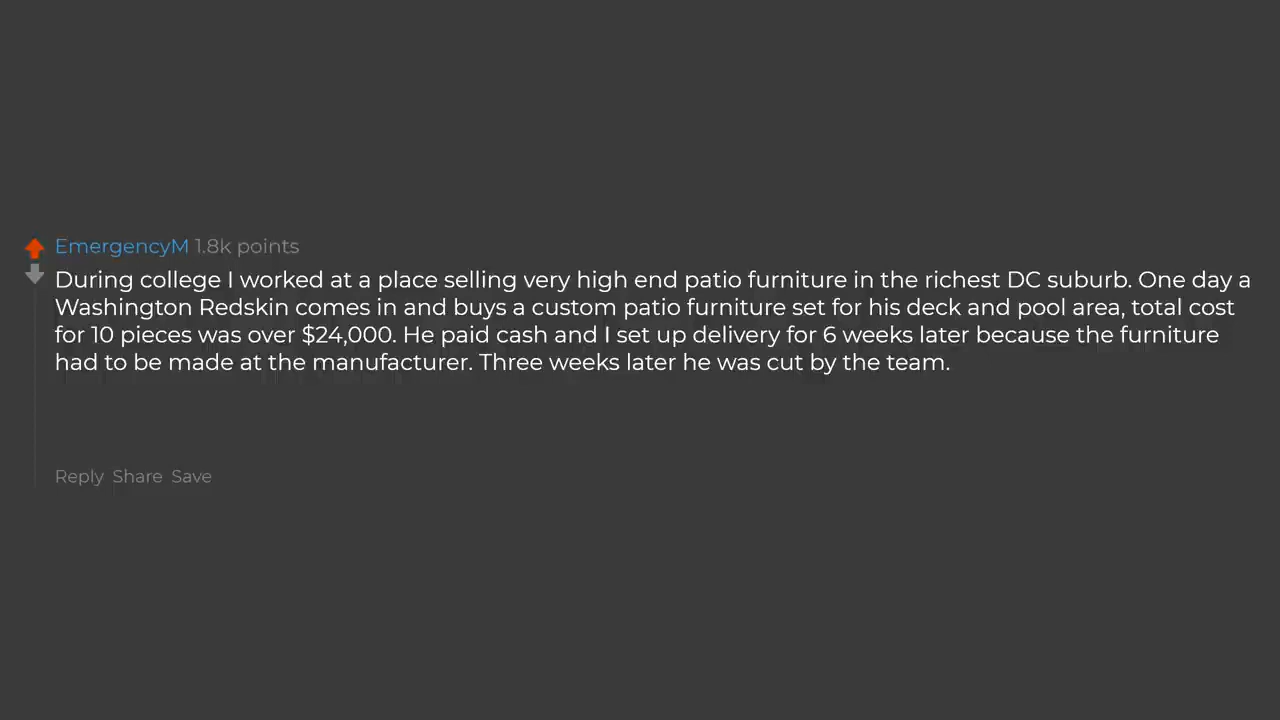 EmergencyM 1.8k points
During college I worked at a place selling very high end patio furniture in the richest DC suburb. One day a
Washington Redskin comes in and buys a custom patio furniture set for his deck and pool area, total cost
for 10 pieces was over $24,000. He paid cash and I set up delivery for 6 weeks later because the furniture
had to be made at the manufacturer. Three weeks later he was cut by the team.
Reply Share Save